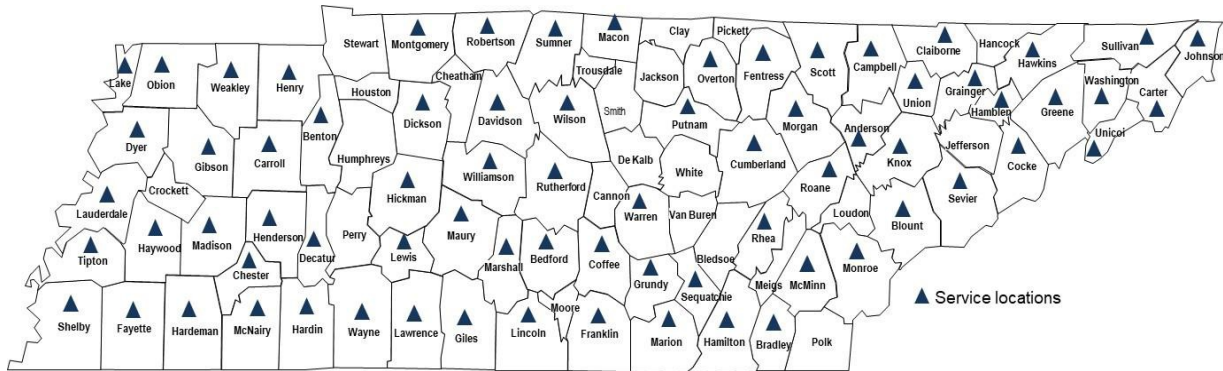 Stewart
Montgomery
Robertson
Sumner
Macon
Clay
Pickett
Claiborne
Hancock
Hawkins
Sullivan
Johnson
Lake
Obion
Weakley
Henry
Houston
Cheatham
Trousdale
Jackson
Overton
Fentress
Scott
Campbell
Union
Grainger
Hamblen
Greene
Washington
Carter
Unicoi
Dyer
Gibson
Carroll
Benton
Humphreys
Dickson
Davidson
Wilson
Smith
Putnam
Morgan
Anderson
Knox
Jefferson
Cocke
Crockett
Hickman
Williamson
Rutherford
De Kalb
Cannon
White
Cumberland
Roane
Loudon
Blount
Sevier
Lauderdale
Tipton
Haywood
Madison
Henderson
Chester
Decatur
Perry
Lewis
Maury
Marshall
Bedford
Coffee
Warren
Van Buren
Bledsoe
Rhea
Meigs
McMinn
Monroe
Grundy
Sequatchie
Shelby
Fayette
Hardeman
McNairy
Hardin
Wayne
Lawrence
Giles
Lincoln
Moore
Franklin
Marion
Hamilton
Bradley
Polk
Service locations